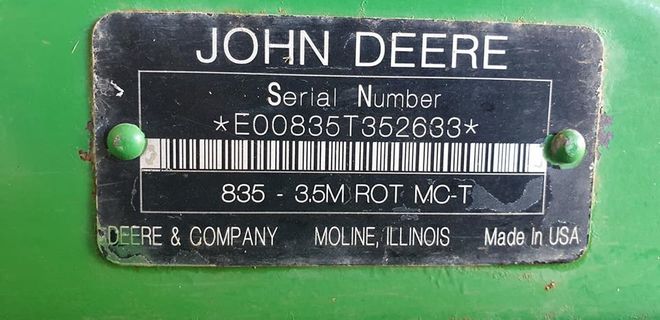 JOHN DEERE
Serial Number
*E00835T352633*
835 - 3.5M ROT MC-T
DEERE & COMPANY MOLINE, ILLINOIS Made In USA